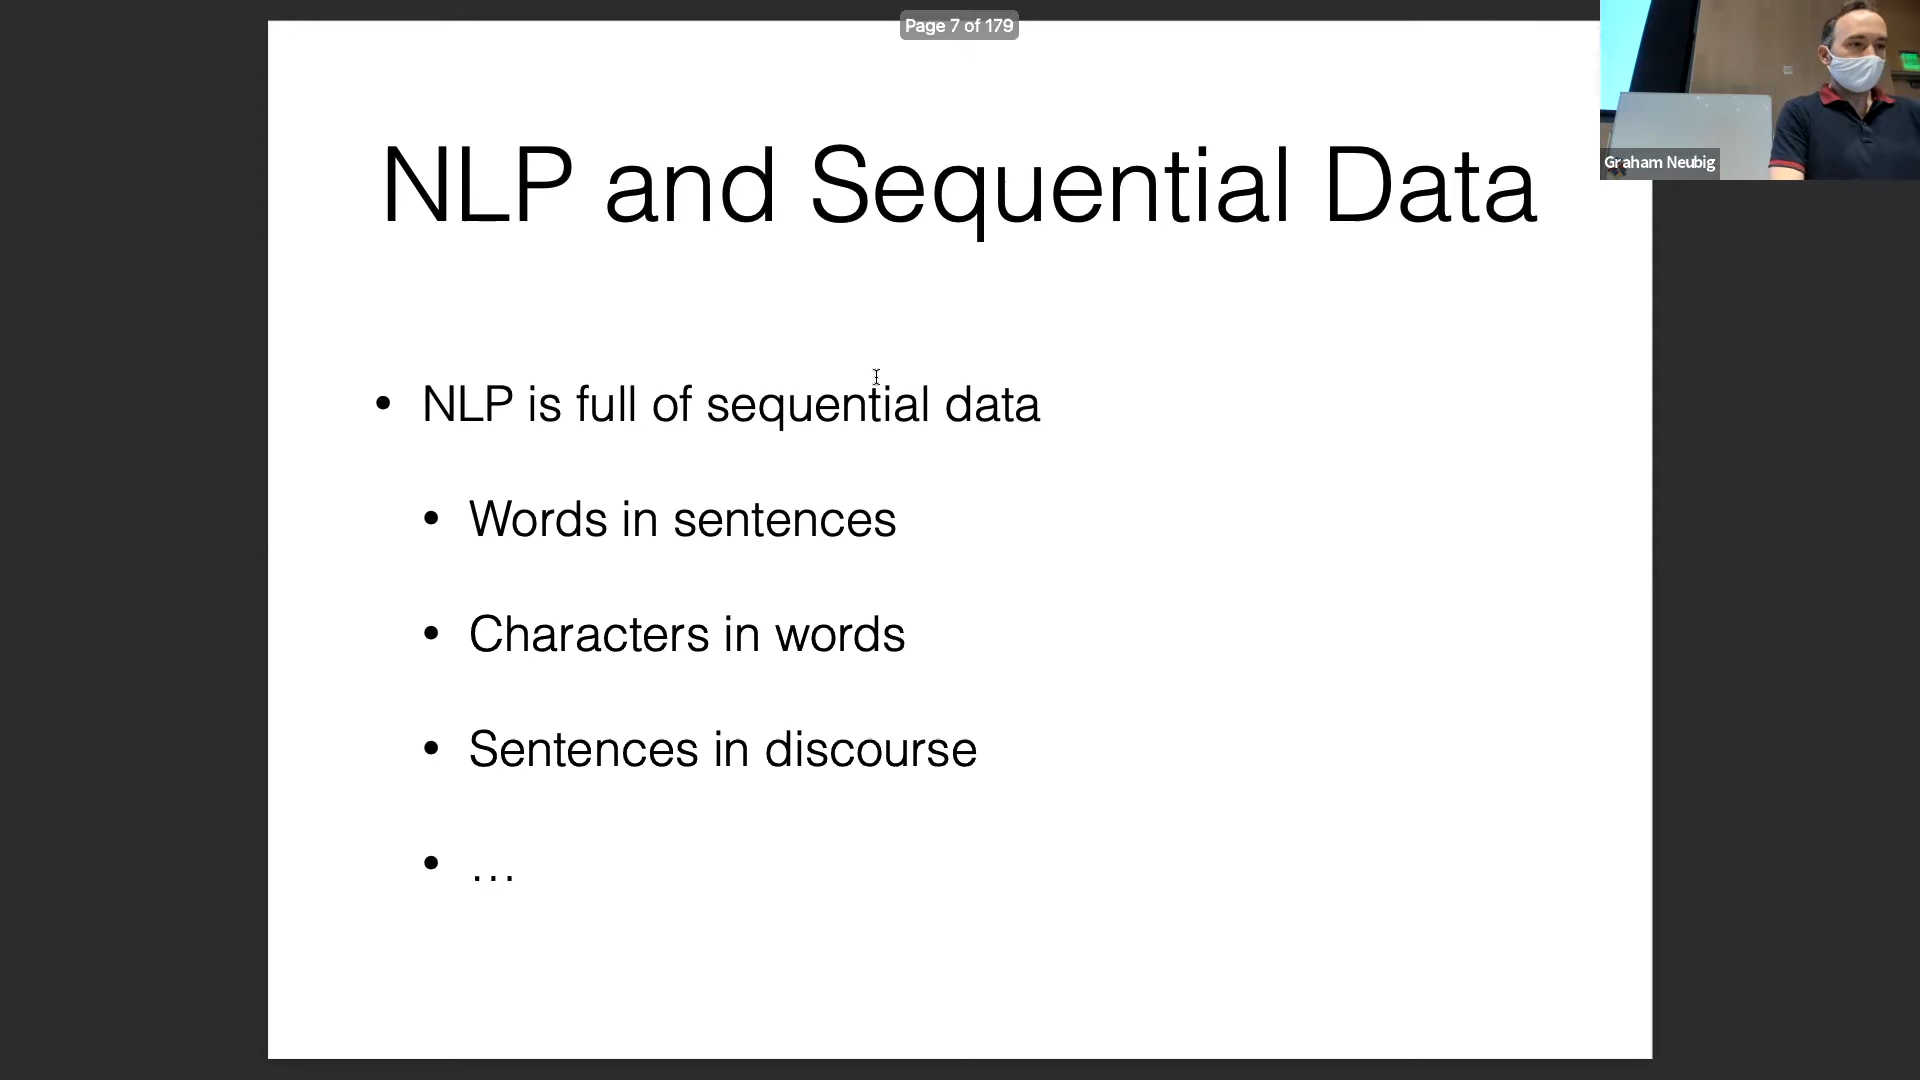 Page 7 of 179
Graham Neubig
NLP and Sequential Data
• NLP is full of sequential data
• Words in sentences
• Characters in words
• Sentences in discourse
• …